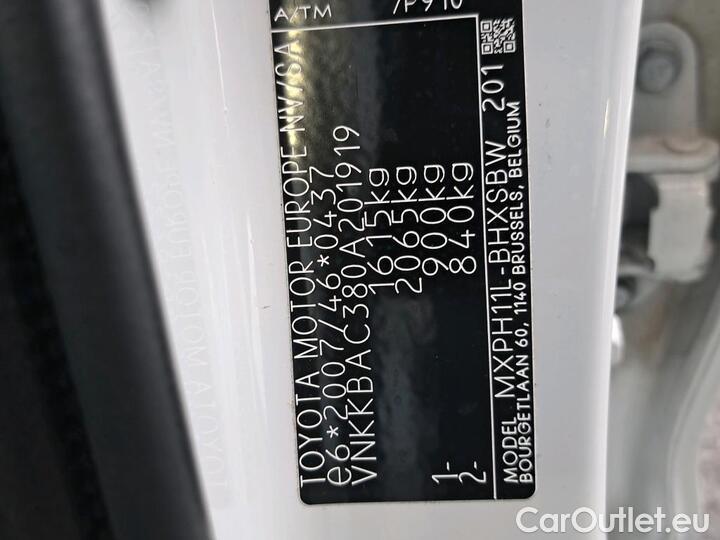 TOYOTA MOTOR EUROPE NV/SA
e6*2007/46*0437
VNKKBAC380A201919
1615kg
2065kg
1- 900kg
2- 840kg
MODEL MXPH11L-BHXSBW 201
BOURGETLAAN 60, 1140 BRUSSELS, BELGIUM
A/TM
CarOutlet.eu